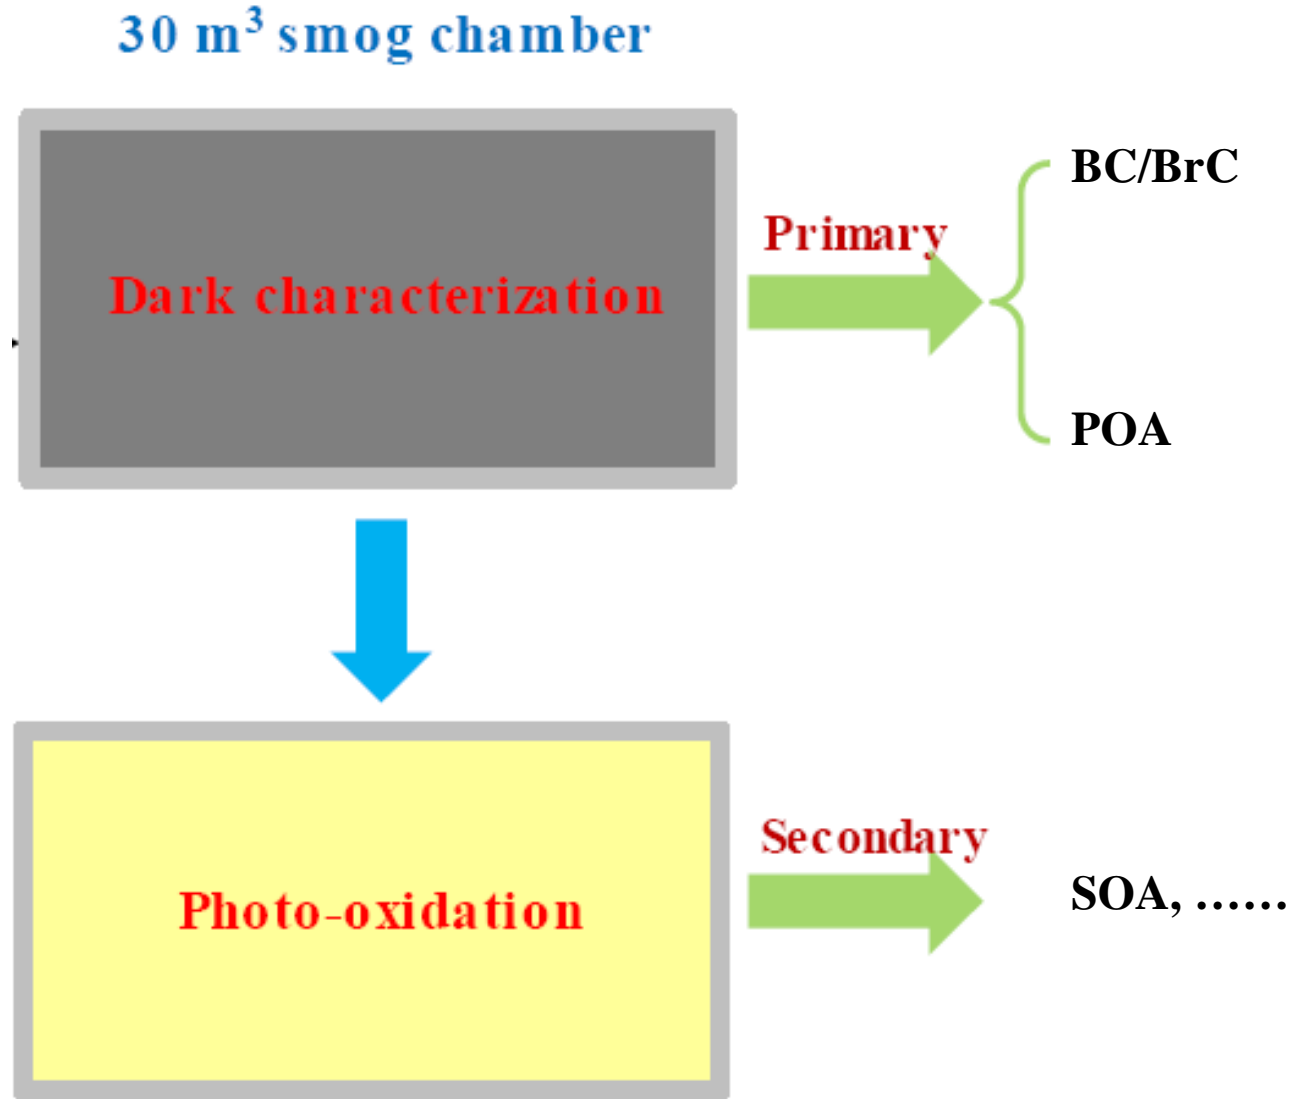 30 m³ smog chamber
BC/BrC
Primary
Dark characterization
POA
Secondary
SOA, ......
Photo-oxidation